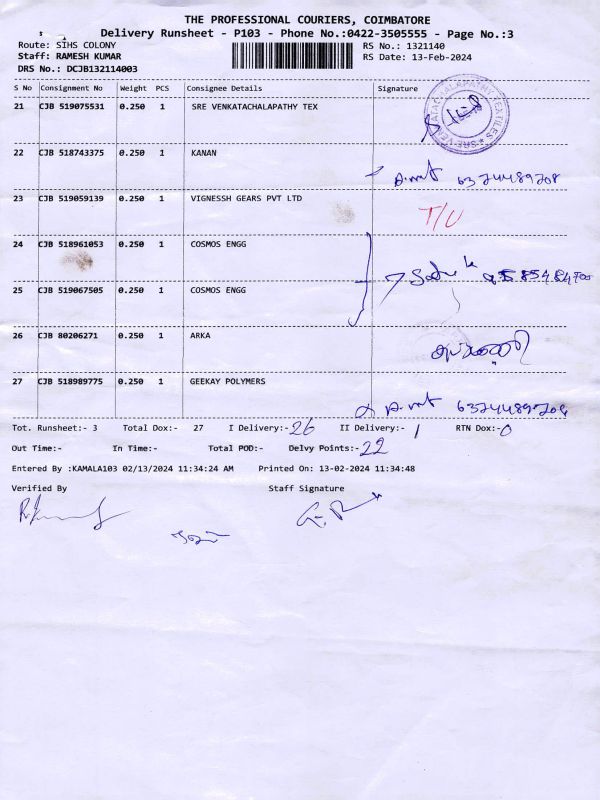 THE PROFESSIONAL COURIERS, COIMBATORE
Delivery Runsheet - P103 - Phone No.:0422-3505555 - Page No.:3
Route: SIHS COLONY RS No.: 1321140
Staff: RAMESH KUMAR RS Date: 13-Feb-2024
DRS No.: DCJB132114003
S No Consignment No Weight PCS Consignee Details Signature
21 CJB 519075531 0.250 1 SRE VENKATACHALAPATHY TEX
SRE VENKATACHALAPATHY TEXTILES
22 CJB 518743375 0.250 1 KANAN
6374489708
23 CJB 519059139 0.250 1 VIGNESSH GEARS PVT LTD T/U
24 CJB 518961053 0.250 1 COSMOS ENGG
25 CJB 519067505 0.250 1 COSMOS ENGG
26 CJB 80206271 0.250 1 ARKA
27 CJB 518989775 0.250 1 GEEKAY POLYMERS
6374489708
Tot. Runsheet:- 3 Total Dox:- 27 I Delivery:- 26 II Delivery:- 1 RTN Dox:- 0
Out Time:- In Time:- Total POD:- Delvy Points:- 22
Entered By :KAMALA103 02/13/2024 11:34:24 AM Printed On: 13-02-2024 11:34:48
Verified By Staff Signature